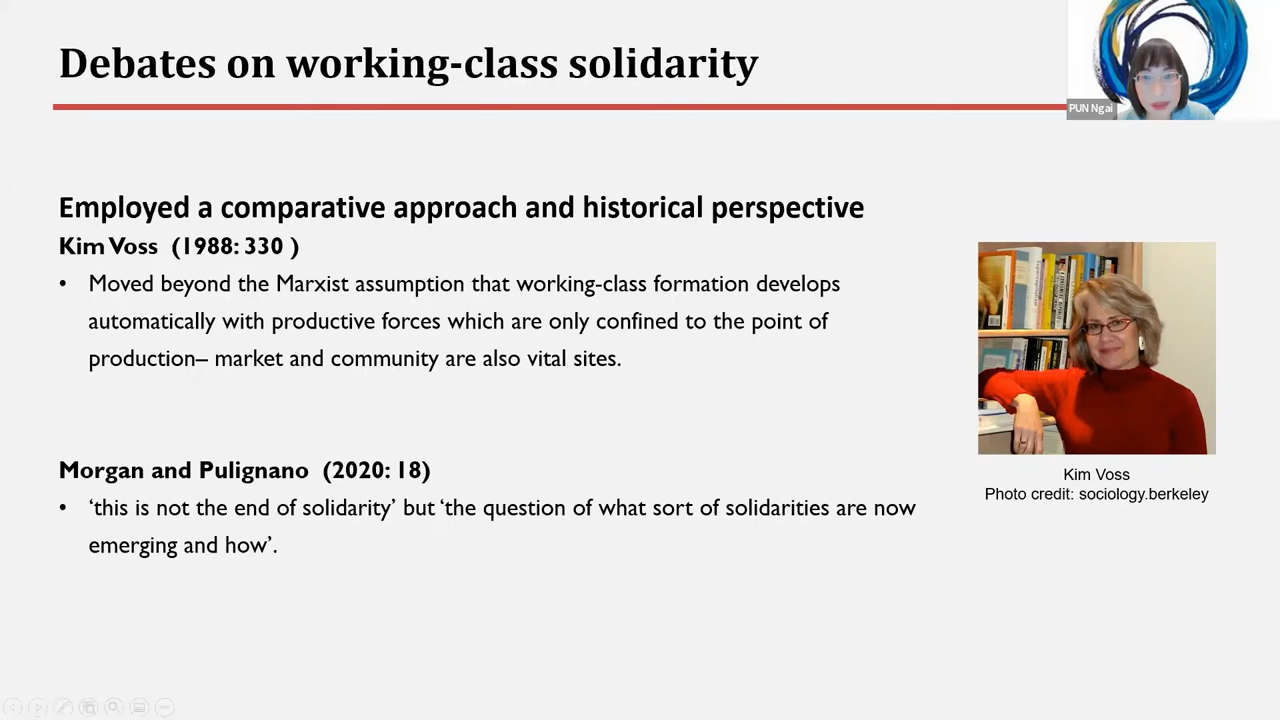 Debates on working-class solidarity
PUN Ngai
Employed a comparative approach and historical perspective
Kim Voss (1988: 330 )
• Moved beyond the Marxist assumption that working-class formation develops
automatically with productive forces which are only confined to the point of
production– market and community are also vital sites.
Morgan and Pulignano (2020: 18)
• ‘this is not the end of solidarity’ but ‘the question of what sort of solidarities are now
emerging and how’.
Kim Voss
Photo credit: sociology.berkeley